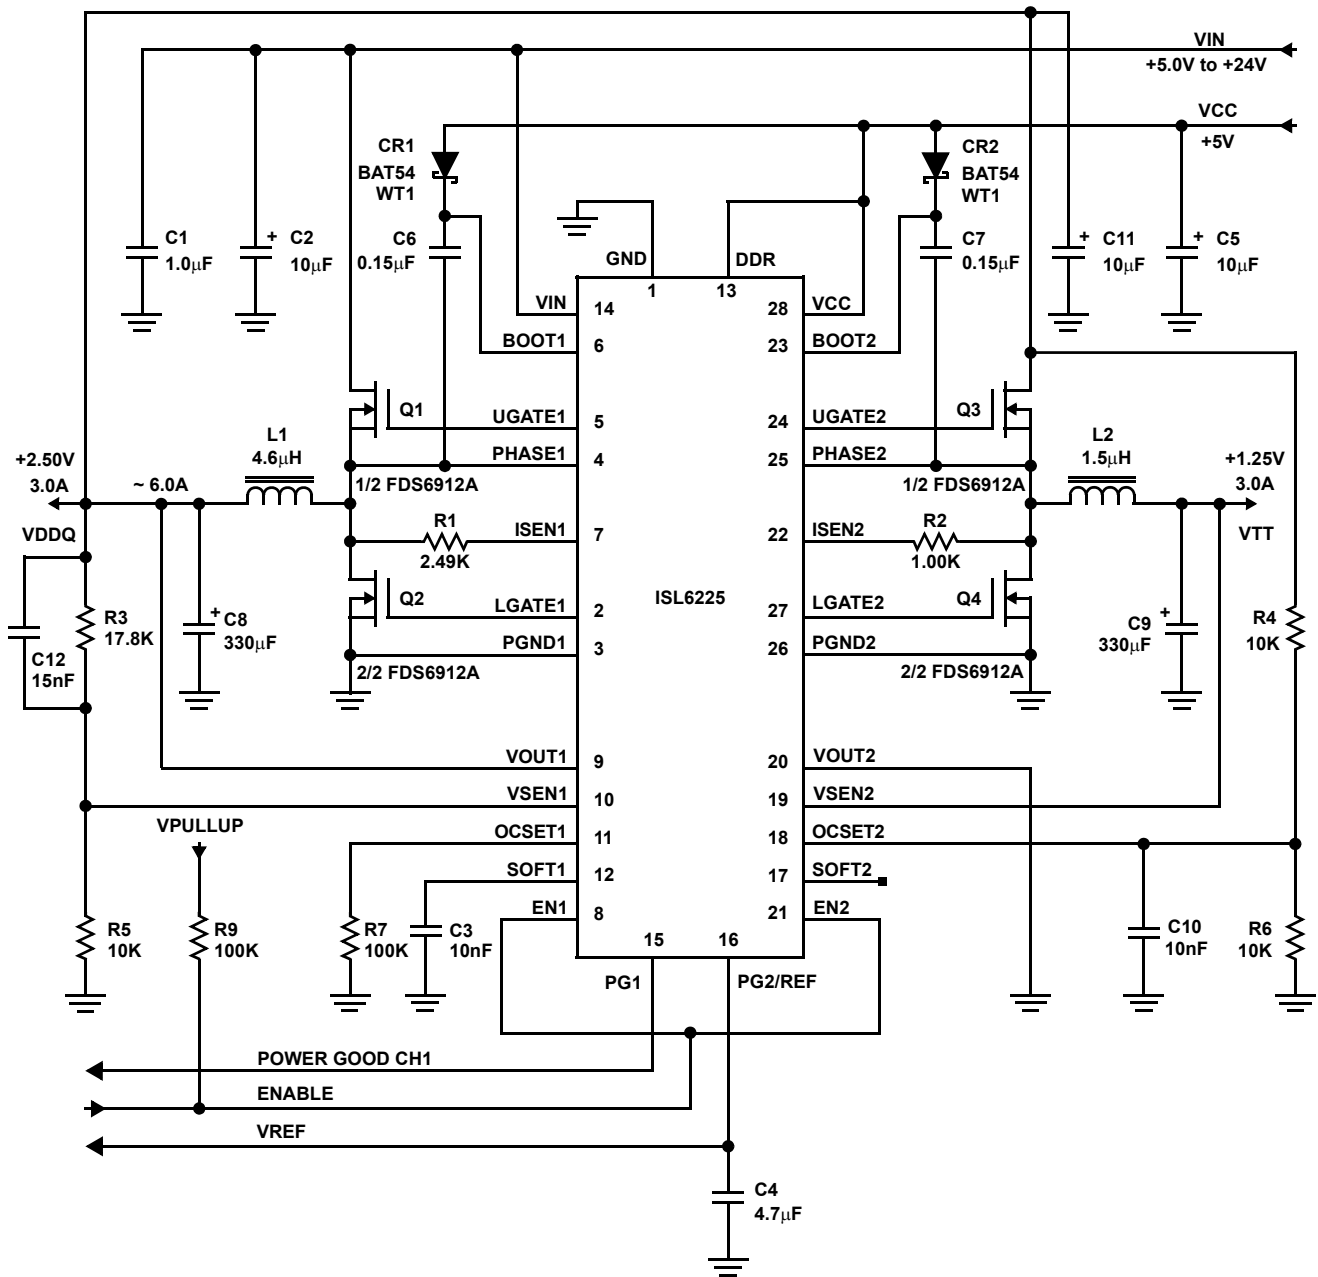 VIN
+5.0V to +24V
VCC
+5V
CR1
BAT54
WT1
CR2
BAT54
WT1
C1
1.0µF
+ C2
10µF
C6
0.15µF
C7
0.15µF
+ C11
10µF
+ C5
10µF
GND
1
DDR
13
VIN 14
28 VCC
BOOT1 6
23 BOOT2
Q1
UGATE1 5
24 UGATE2
Q3
PHASE1 4
25 PHASE2
1/2 FDS6912A
1/2 FDS6912A
L1
4.6µH
L2
1.5µH
+2.50V
3.0A
~ 6.0A
VDDQ
+1.25V
3.0A
VTT
R1
2.49K
ISEN1 7
22 ISEN2
R2
1.00K
ISL6225
Q2
LGATE1 2
27 LGATE2
Q4
PGND1 3
26 PGND2
2/2 FDS6912A
2/2 FDS6912A
R3
17.8K
C12
15nF
+ C8
330µF
C9 +
330µF
R4
10K
VOUT1 9
20 VOUT2
VSEN1 10
19 VSEN2
VPULLUP
OCSET1 11
18 OCSET2
SOFT1 12
17 SOFT2
EN1 8
21 EN2
R5
10K
R9
100K
R7
100K
C3
10nF
C10
10nF
R6
10K
15
PG1
16
PG2/REF
POWER GOOD CH1
ENABLE
VREF
C4
4.7µF